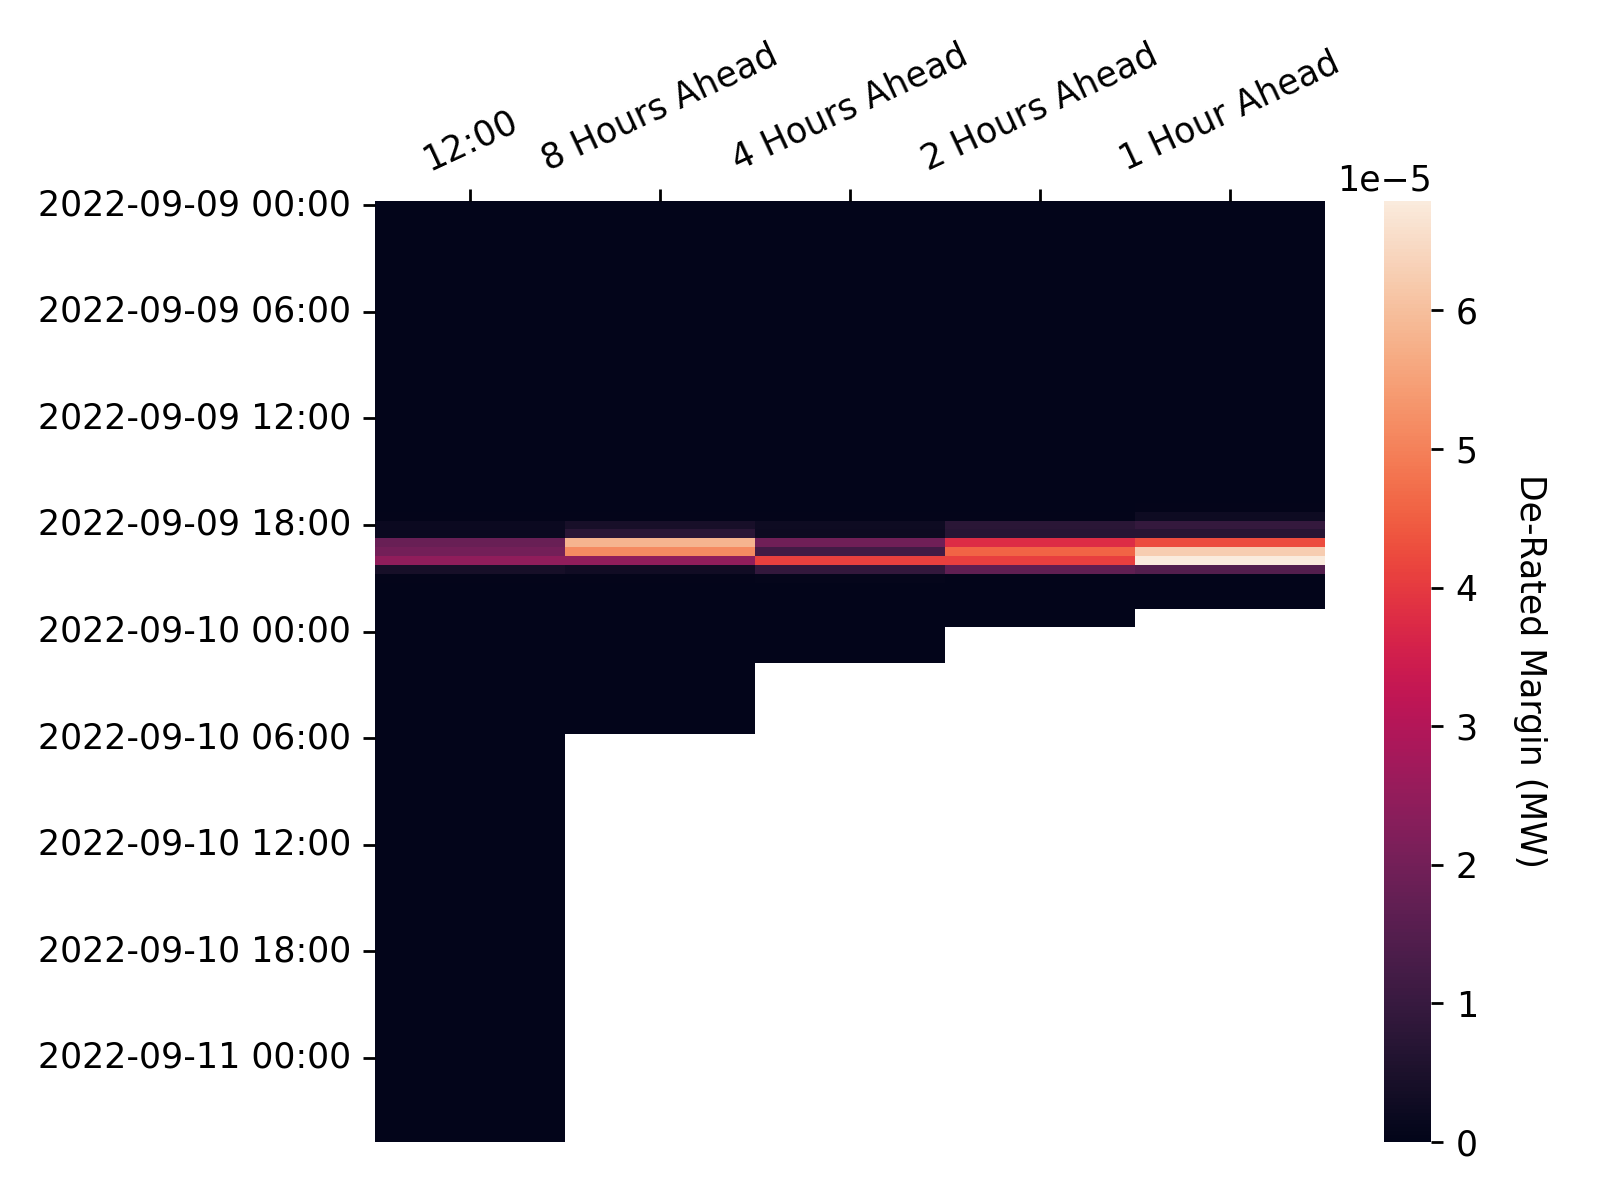 12:00
8 Hours Ahead
4 Hours Ahead
2 Hours Ahead
1 Hour Ahead
1e−5
2022-09-09 00:00
2022-09-09 06:00
2022-09-09 12:00
2022-09-09 18:00
2022-09-10 00:00
2022-09-10 06:00
2022-09-10 12:00
2022-09-10 18:00
2022-09-11 00:00
6
5
4
3
2
1
0
De-Rated Margin (MW)